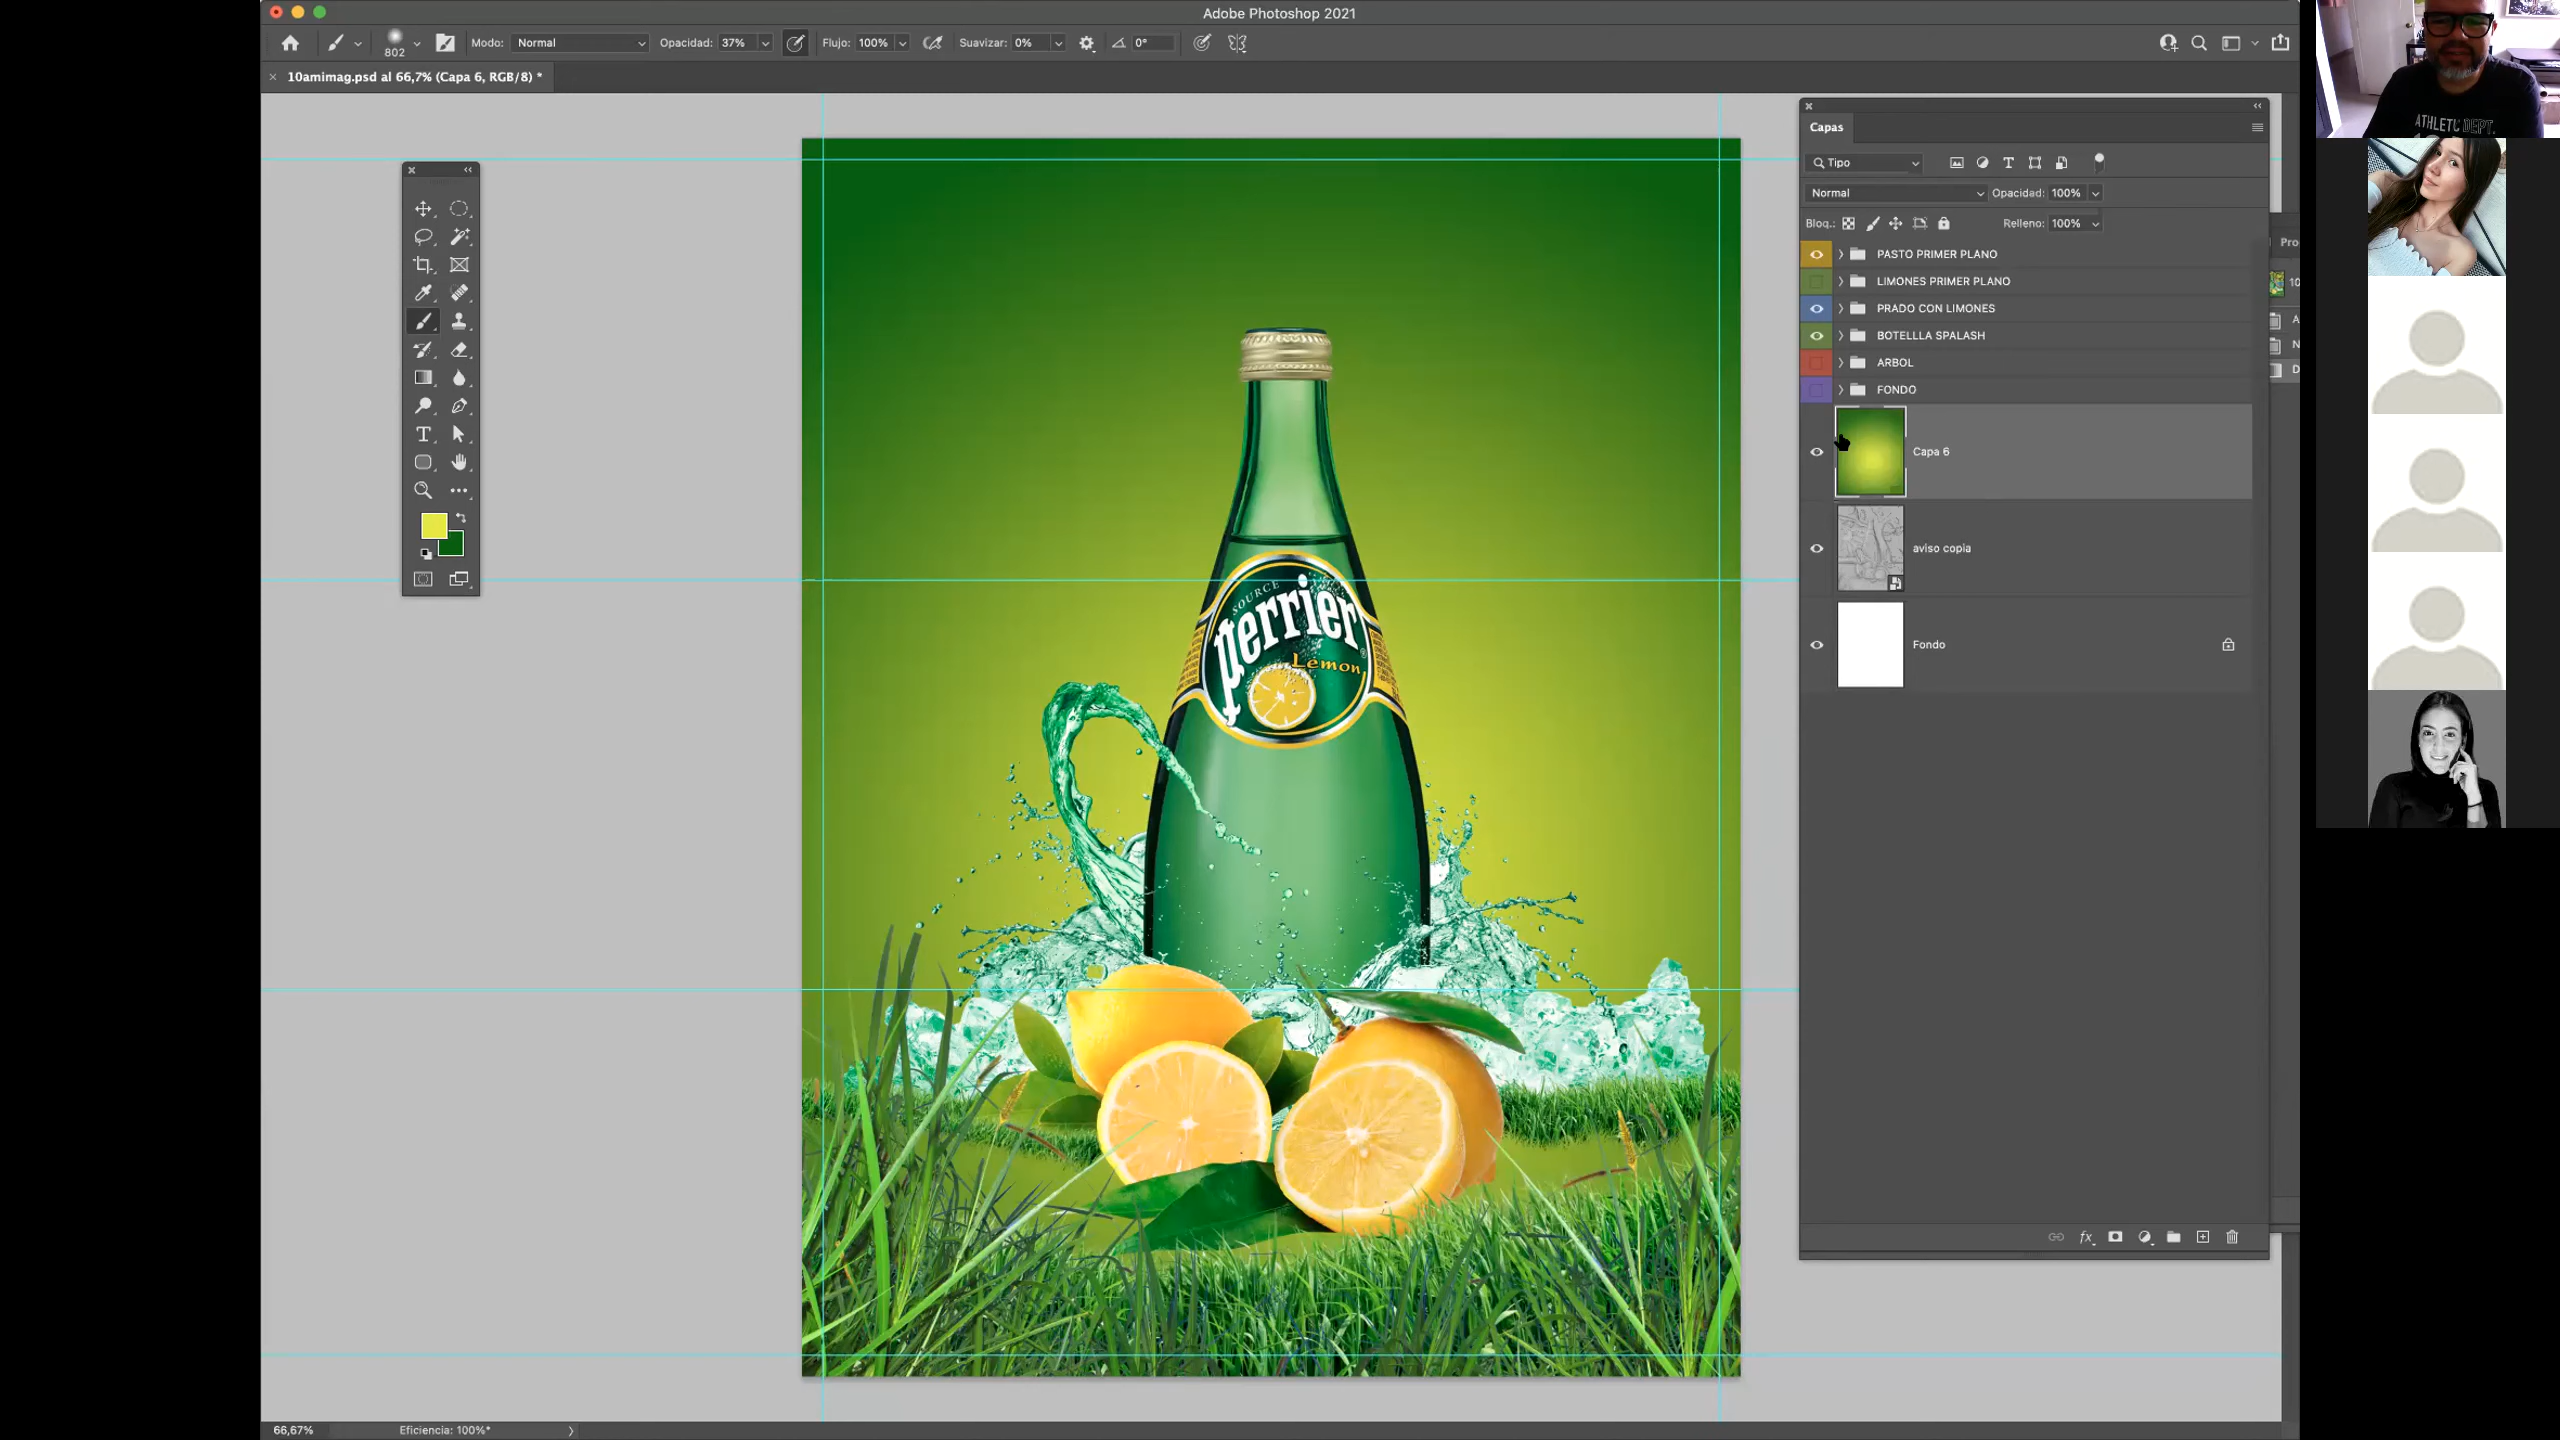 Adobe Photoshop 2021
802
Modo: Normal
Opacidad: 37%
Flujo: 100%
Suavizar: 0%
0°
10amimag.psd al 66,7% (Capa 6, RGB/8) *
Capas
Tipo
Normal
Opacidad: 100%
Bloq.:
Relleno: 100%
PASTO PRIMER PLANO
LIMONES PRIMER PLANO
PRADO CON LIMONES
BOTELLLA SPALASH
ARBOL
FONDO
Capa 6
aviso copia
Fondo
SOURCE
perrier
Lemon
ATHLETIC DEPT.
Pro
10
A
N
D
66,67%
Eficiencia: 100%*